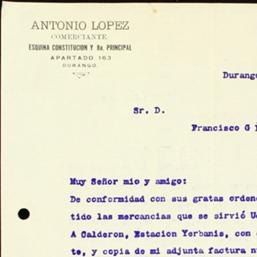 ANTONIO LOPEZ
COMERCIANTE
ESQUINA CONSTITUCION Y 8a. PRINCIPAL
APARTADO 163
DURANGO
Durango
Sr. D.
Francisco G
Muy Señor mio y amigo:
De conformidad con sus gratas ordene
tido las mercancias que se sirvió
A Calderon, Estacion Yerbanis, con
te, y copia de mi adjunta factura